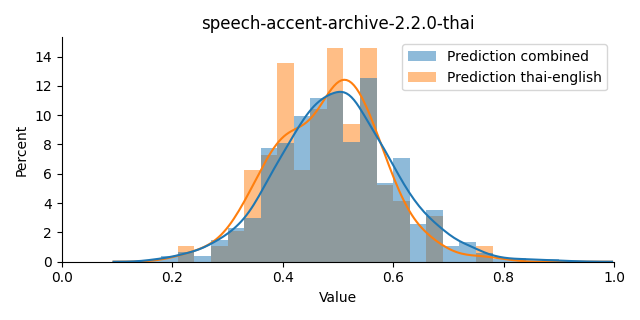 speech-accent-archive-2.2.0-thai
Prediction combined
Prediction thai-english
Percent
14
12
10
8
6
4
2
0
0.0 0.2 0.4 0.6 0.8 1.0
Value